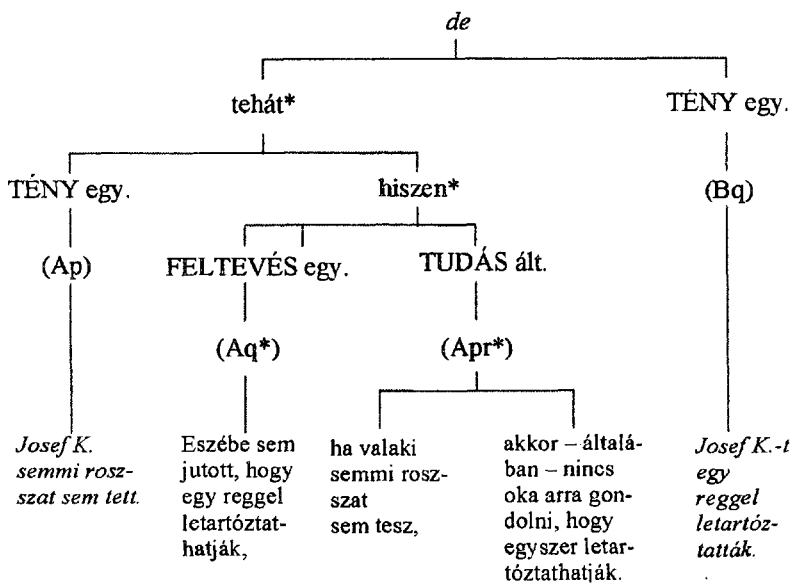 de
tehát*
TÉNY egy.
TÉNY egy.
hiszen*
(Bq)
(Ap)
FELTEVÉS egy.
TUDÁS ált.
(Aq*)
(Apr*)
Josef K.
semmi rosz-
szat sem tett.
Eszébe sem
jutott, hogy
egy reggel
letartóztat-
hatják,
ha valaki
semmi rosz-
szat
sem tesz,
akkor – általá-
ban – nincs
oka arra gon-
dolni, hogy
egyszer letar-
tóztathatják.
Josef K.-t
egy
reggel
letartóz-
tatták.